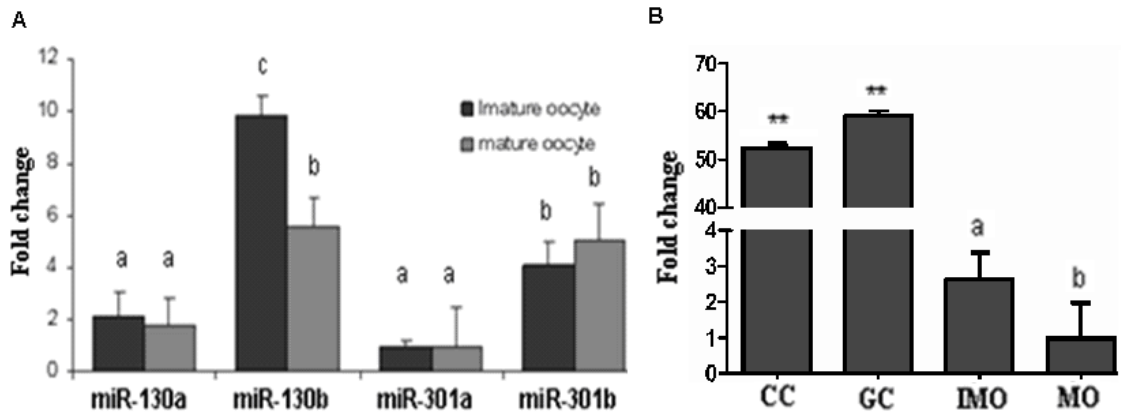 A
Fold change
12
10
8
6
4
2
0
a a
c
b
a a
b
b
Imature oocyte
mature oocyte
miR-130a miR-130b miR-301a miR-301b
B
Fold change
70
60
50
40
4
3
2
1
0
**
**
a
b
CC GC IMO MO